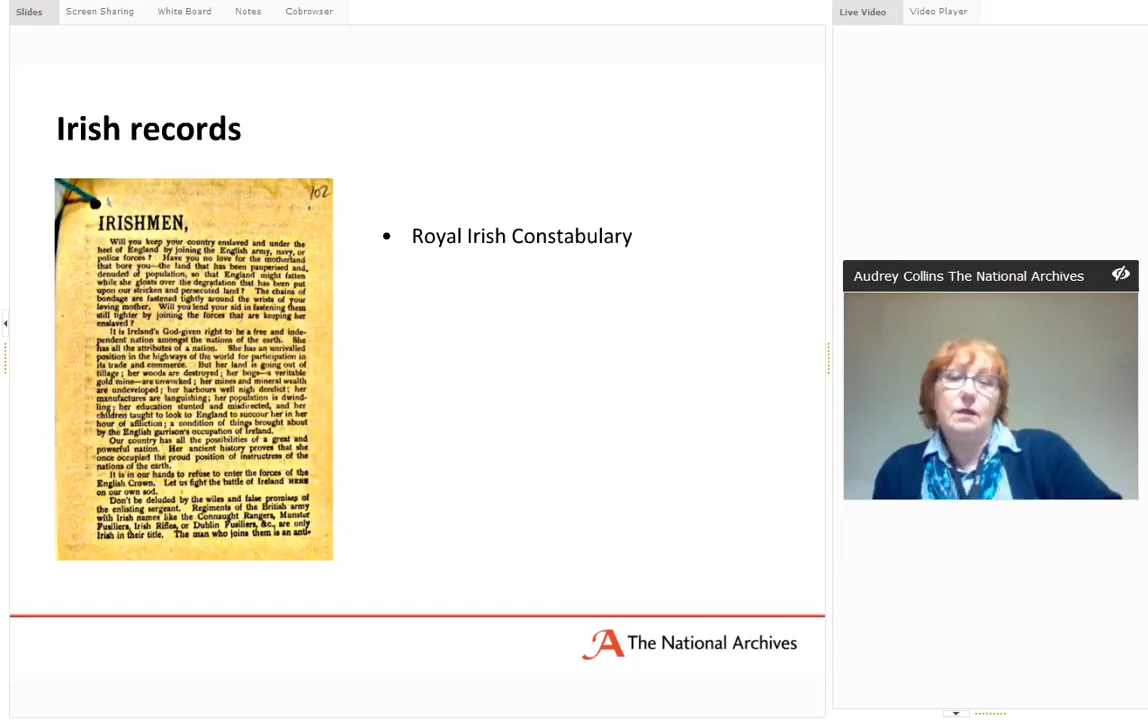 Slides
Screen Sharing
White Board
Notes
Cobrowser
Live Video
Video Player
Irish records
102
IRISHMEN,
Will you keep your country enslaved and under the
heel of England by joining the English army, navy, or
police forces? Have you no love for the motherland
that bore you—the land that has been pauperised and,
denuded of population, so that England might fatten
while she gloats over the degradation that has been put
upon our stricken and persecuted land? The chains of
bondage are fastened tightly around the wrists of your
loving mother. Will you lend your aid in fastening them
still tighter by joining the forces that are keeping her
enslaved?
It is Ireland's God-given right to be a free and inde-
pendent nation amongst the nations of the earth. She
has all the attributes of a nation. She has an unrivalled
position in the highways of the world for participation in
its trade and commerce. But her land is going out of
tillage; her woods are destroyed; her bogs—a veritable
gold mine—are unworked; her mines and mineral wealth
are undeveloped; her harbours well nigh derelict; her
manufactures are languishing; her population is dwind-
ling; her education stunted and misdirected, and her
children taught to look to England to succour her in her
hour of affliction; a condition of things brought about
by the English garrison's occupation of Ireland.
Our country has all the possibilities of a great and
powerful nation. Her ancient history proves that she
once occupied the proud position of instructress of the
nations of the earth.
It is in our hands to refuse to enter the forces of the
English Crown. Let us fight the battle of Ireland HERE
on our own sod.
Don't be deluded by the wiles and false promises of
the enlisting sergeant. Regiments of the British army
with Irish names like the Connaught Rangers, Munster
Fusiliers, Irish Rifles, or Dublin Fusiliers, &c., are only
Irish in their title. The man who joins them is an anti-
• Royal Irish Constabulary
Audrey Collins The National Archives
The National Archives